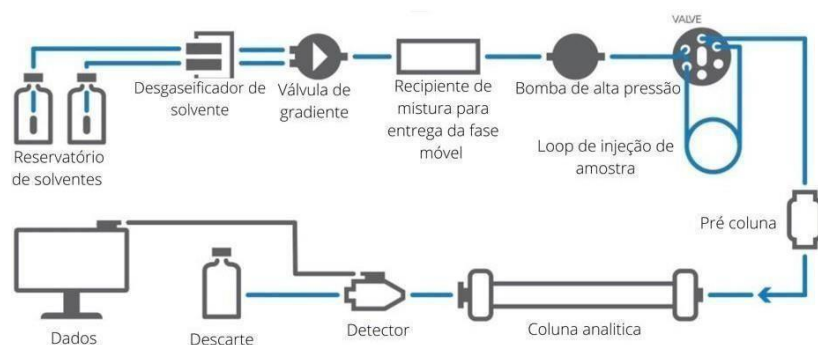 VALVE
Desgaseificador de
solvente
Válvula de
gradiente
Recipiente de
mistura para
entrega da fase
móvel
Bomba de alta pressão
Reservatório
de solventes
Loop de injeção de
amostra
Pré coluna
Dados
Descarte
Detector
Coluna analitica